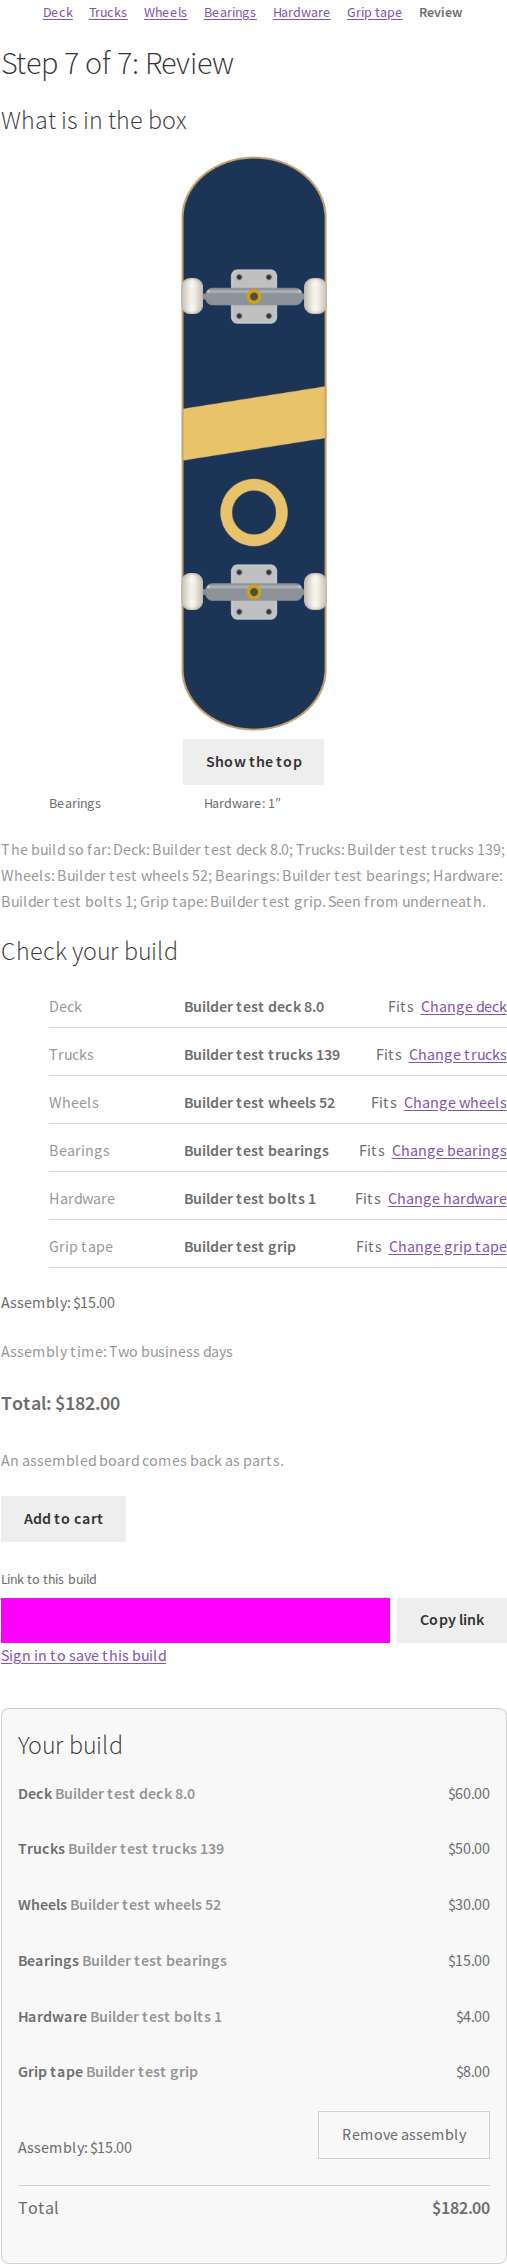 Deck Trucks Wheels Bearings Hardware Grip tape Review
Step 7 of 7: Review
What is in the box
Show the top
Bearings Hardware: 1″
The build so far: Deck: Builder test deck 8.0; Trucks: Builder test trucks 139;
Wheels: Builder test wheels 52; Bearings: Builder test bearings; Hardware:
Builder test bolts 1; Grip tape: Builder test grip. Seen from underneath.
Check your build
Deck Builder test deck 8.0 Fits Change deck
Trucks Builder test trucks 139 Fits Change trucks
Wheels Builder test wheels 52 Fits Change wheels
Bearings Builder test bearings Fits Change bearings
Hardware Builder test bolts 1 Fits Change hardware
Grip tape Builder test grip Fits Change grip tape
Assembly: $15.00
Assembly time: Two business days
Total: $182.00
An assembled board comes back as parts.
Add to cart
Link to this build
Copy link
Sign in to save this build
Your build
Deck Builder test deck 8.0 $60.00
Trucks Builder test trucks 139 $50.00
Wheels Builder test wheels 52 $30.00
Bearings Builder test bearings $15.00
Hardware Builder test bolts 1 $4.00
Grip tape Builder test grip $8.00
Assembly: $15.00 Remove assembly
Total $182.00